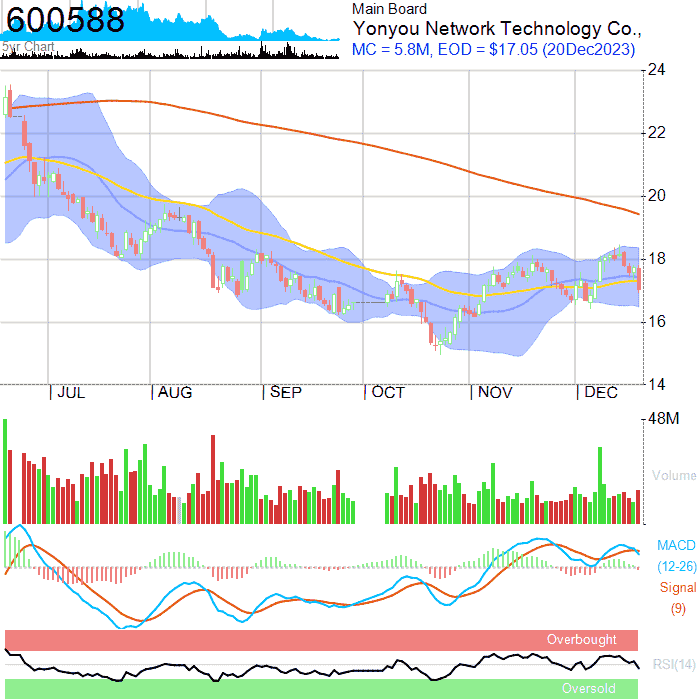 600588
5yr Chart
Main Board
Yonyou Network Technology Co.,
MC = 5.8M, EOD = $17.05 (20Dec2023)
24
22
20
18
16
14
JUL AUG SEP OCT NOV DEC
48M
Volume
MACD
(12-26)
Signal
(9)
Overbought
RSI(14)
Oversold